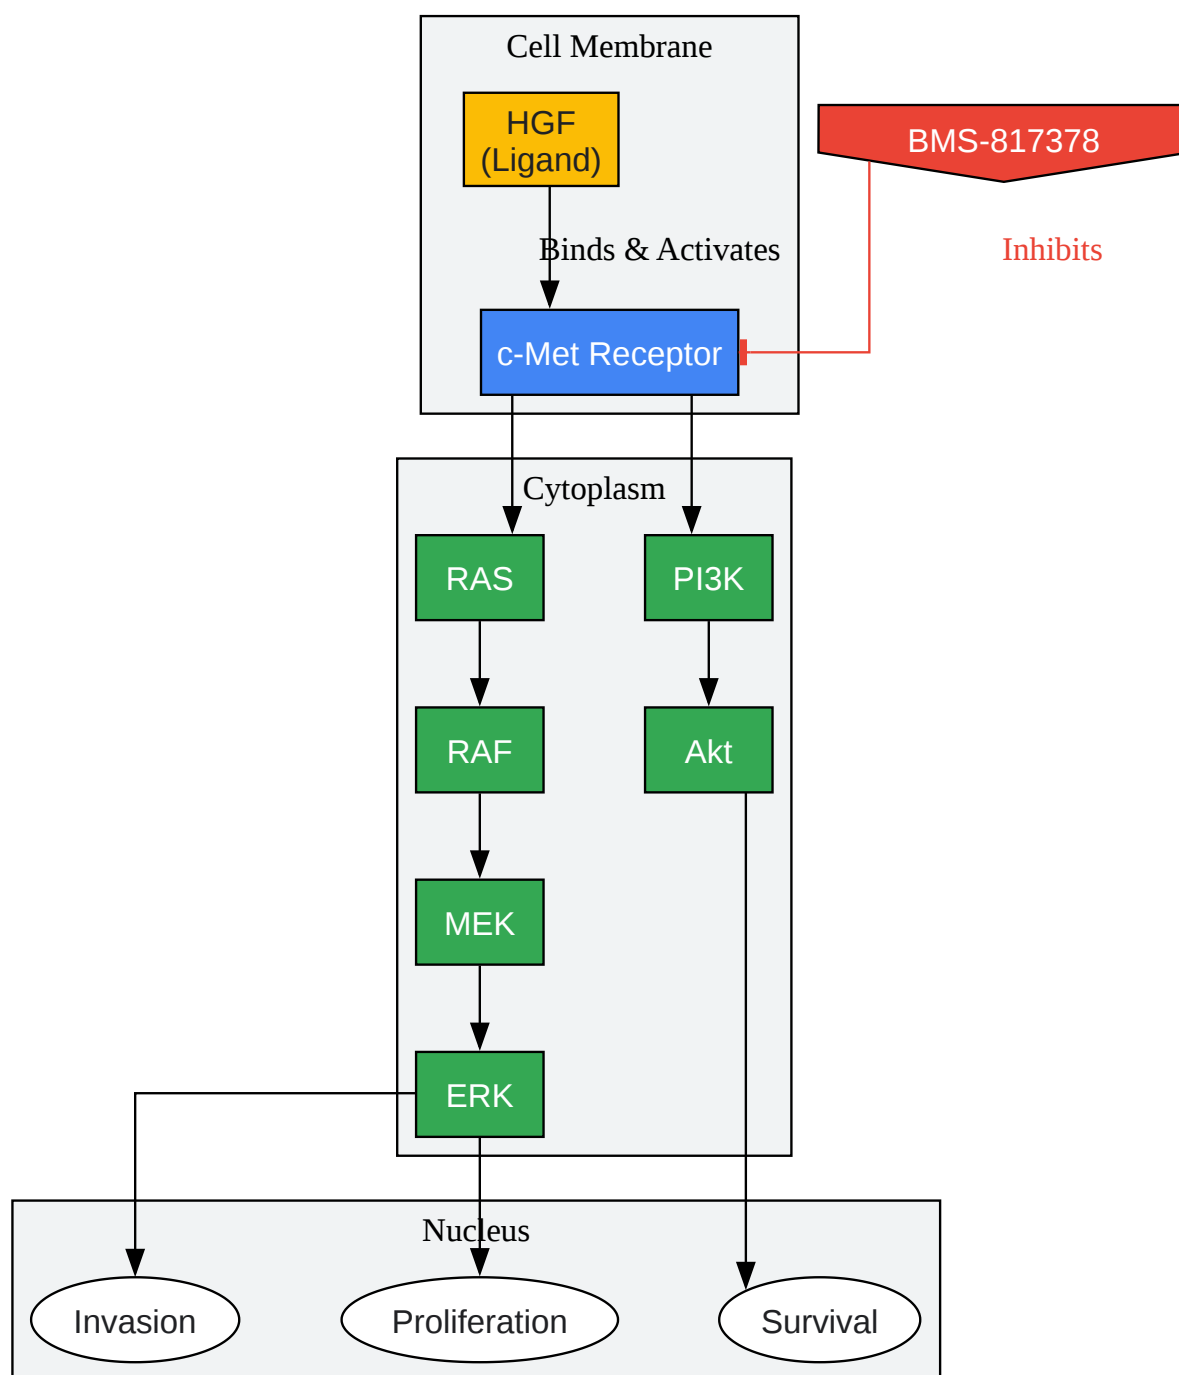 Cell Membrane
HGF
(Ligand)
BMS-817378
Binds & Activates
Inhibits
c-Met Receptor
Cytoplasm
RAS
PI3K
RAF
Akt
MEK
ERK
Nucleus
Invasion
Proliferation
Survival